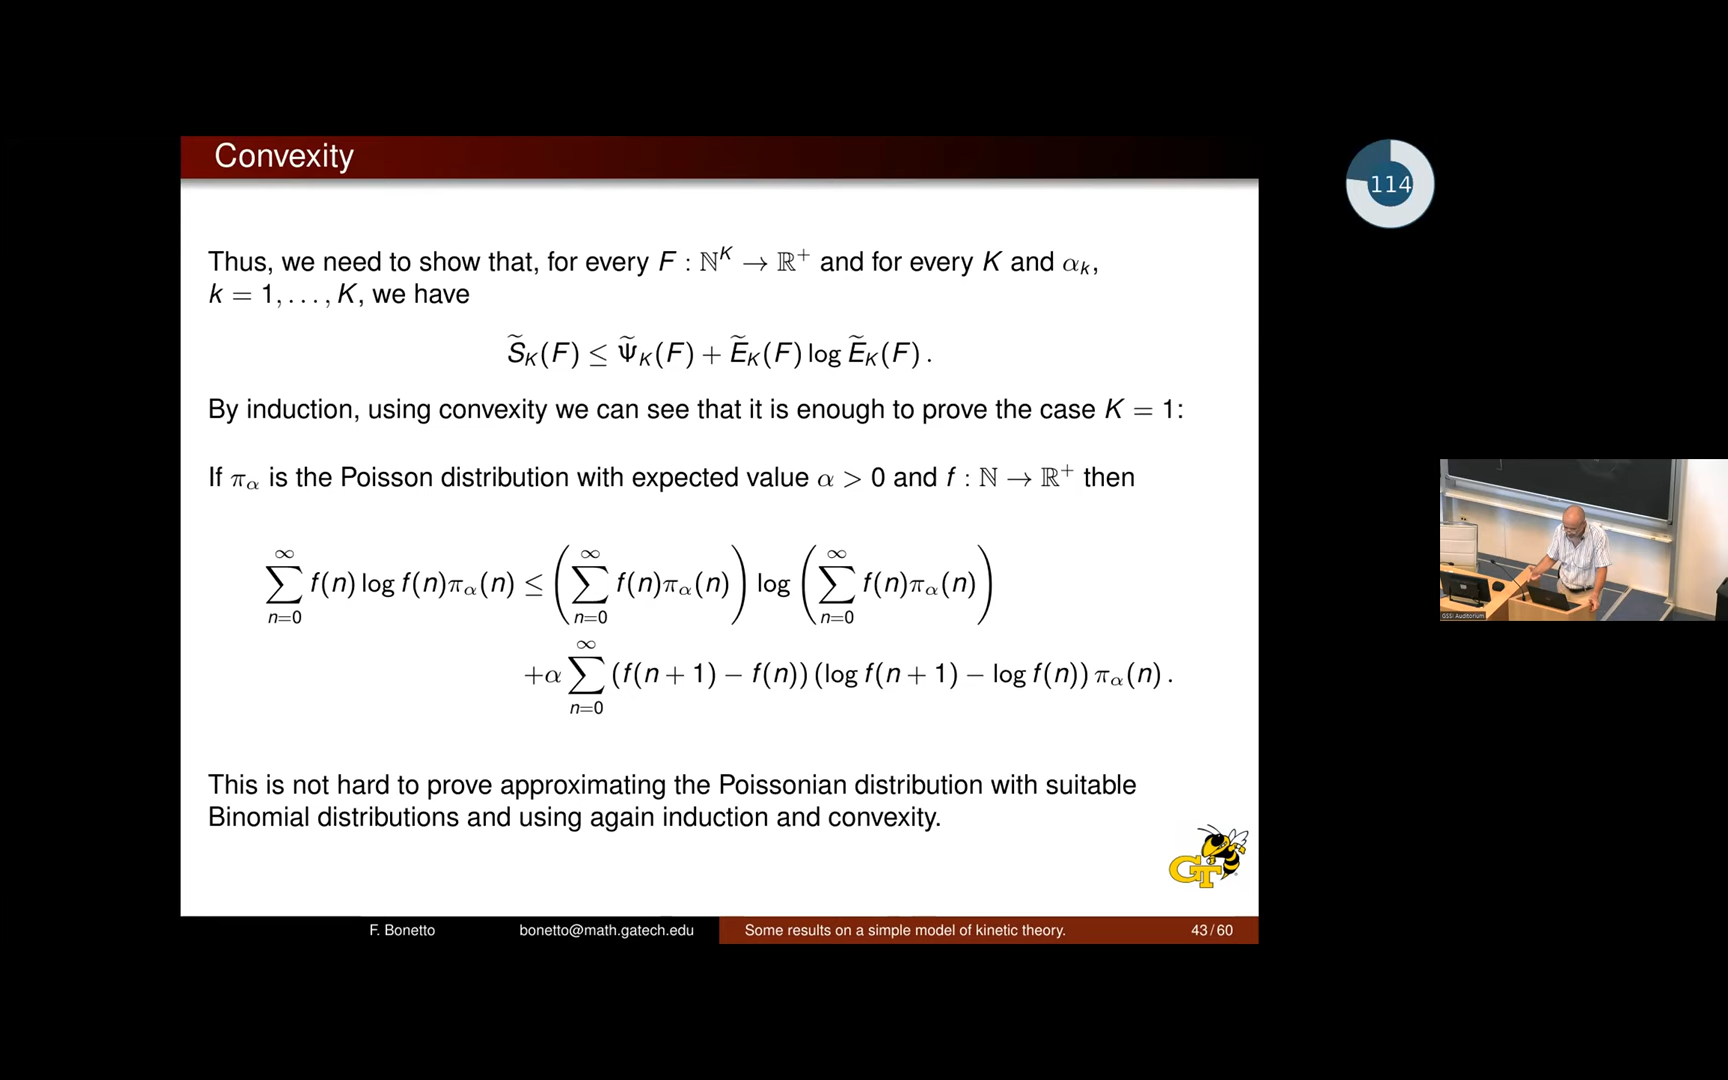 Convexity
114
Thus, we need to show that, for every F : ℕ^K → ℝ^+ and for every K and α_k,
k = 1, . . . , K, we have
S̃_K(F) ≤ Ψ̃_K(F) + Ẽ_K(F) log Ẽ_K(F) .
By induction, using convexity we can see that it is enough to prove the case K = 1:
If π_α is the Poisson distribution with expected value α > 0 and f : ℕ → ℝ^+ then
∑_{n=0}^{∞} f(n) log f(n)π_α(n) ≤ (∑_{n=0}^{∞} f(n)π_α(n)) log (∑_{n=0}^{∞} f(n)π_α(n))
+α ∑_{n=0}^{∞} (f(n + 1) − f(n)) (log f(n + 1) − log f(n)) π_α(n) .
This is not hard to prove approximating the Poissonian distribution with suitable
Binomial distributions and using again induction and convexity.
GT
F. Bonetto bonetto@math.gatech.edu Some results on a simple model of kinetic theory. 43/60
GSSI Auditorium